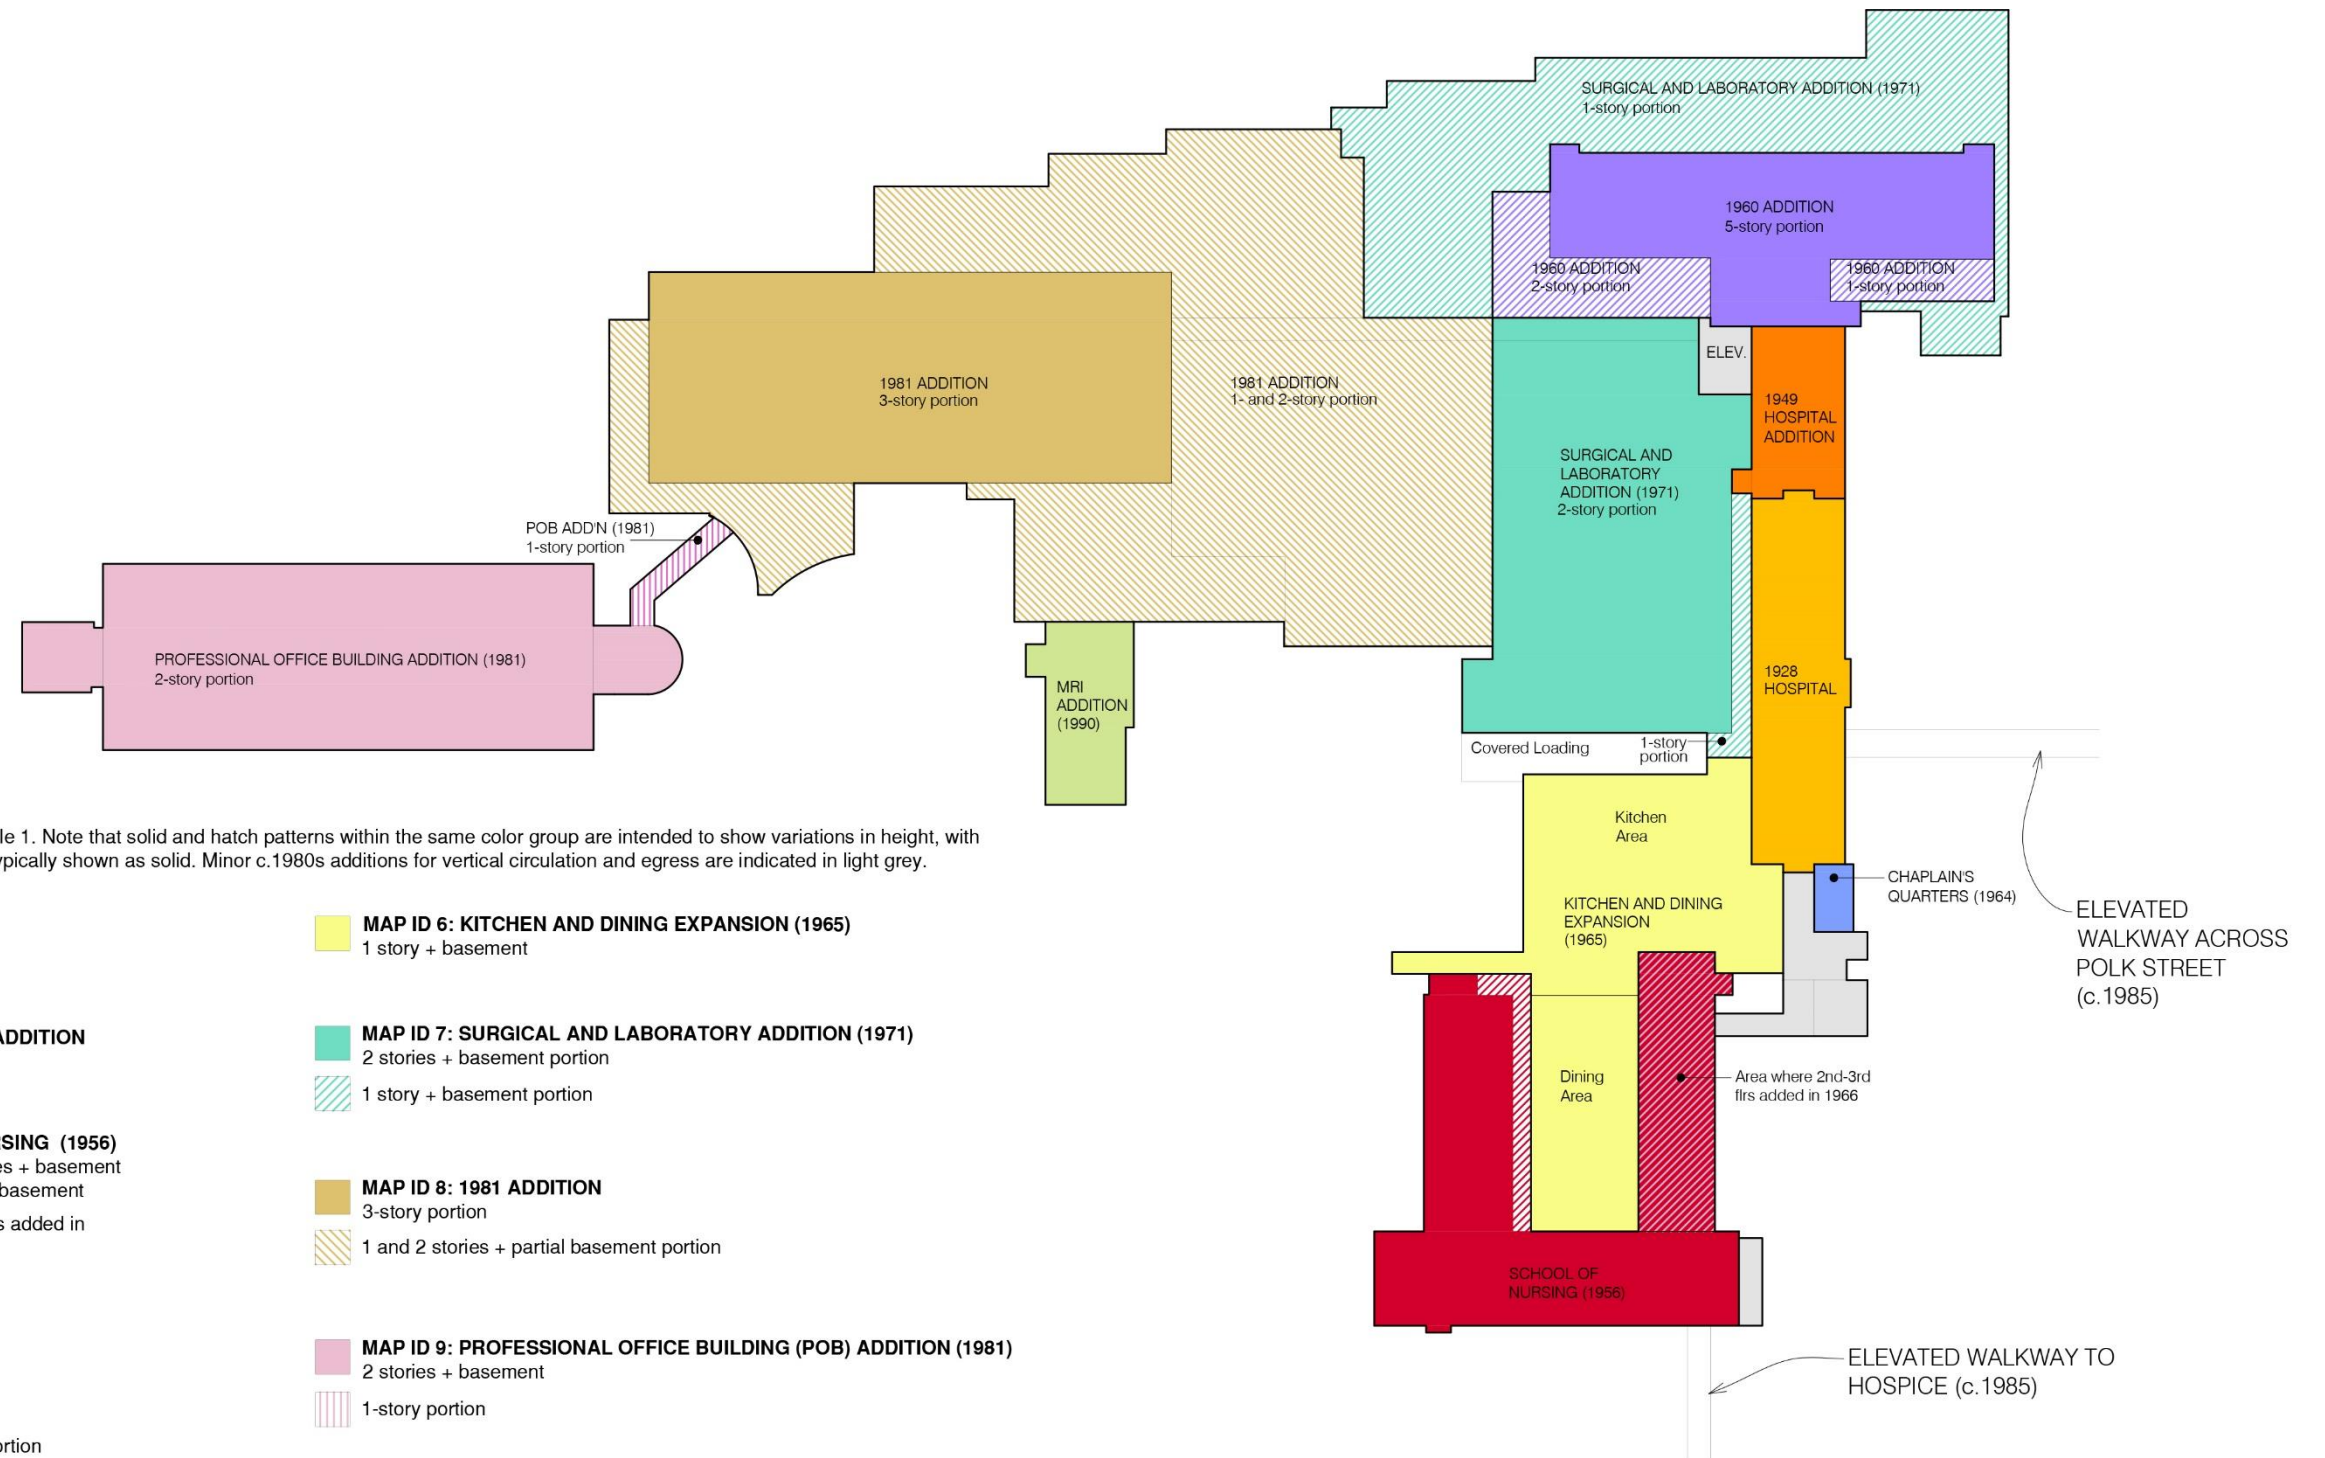 SURGICAL AND LABORATORY ADDITION (1971)
1-story portion
1960 ADDITION
5-story portion
1960 ADDITION
2-story portion
1960 ADDITION
1-story portion
ELEV.
1949
HOSPITAL
ADDITION
1981 ADDITION
3-story portion
1981 ADDITION
1- and 2-story portion
SURGICAL AND
LABORATORY
ADDITION (1971)
2-story portion
POB ADD'N (1981)
1-story portion
PROFESSIONAL OFFICE BUILDING ADDITION (1981)
2-story portion
MRI
ADDITION
(1990)
1928
HOSPITAL
Covered Loading
1-story
portion
Kitchen
Area
KITCHEN AND DINING
EXPANSION
(1965)
CHAPLAIN'S
QUARTERS (1964)
ELEVATED
WALKWAY ACROSS
POLK STREET
(c.1985)
Dining
Area
Area where 2nd-3rd
flrs added in 1966
SCHOOL OF
NURSING (1956)
ELEVATED WALKWAY TO
HOSPICE (c.1985)
le 1. Note that solid and hatch patterns within the same color group are intended to show variations in height, with
ypically shown as solid. Minor c.1980s additions for vertical circulation and egress are indicated in light grey.
ADDITION
SING (1956)
es + basement
basement
s added in
ortion
MAP ID 6: KITCHEN AND DINING EXPANSION (1965)
1 story + basement
MAP ID 7: SURGICAL AND LABORATORY ADDITION (1971)
2 stories + basement portion
1 story + basement portion
MAP ID 8: 1981 ADDITION
3-story portion
1 and 2 stories + partial basement portion
MAP ID 9: PROFESSIONAL OFFICE BUILDING (POB) ADDITION (1981)
2 stories + basement
1-story portion